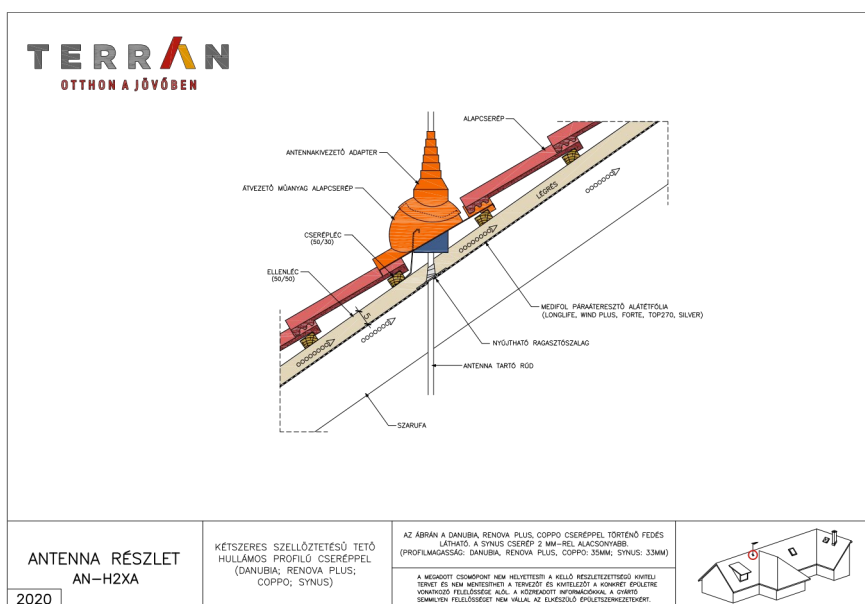 TERRÁN
OTTHON A JÖVŐBEN
ALAPCSERÉP
ANTENNAKIVEZETŐ ADAPTER
ÁTVEZETŐ MŰANYAG ALAPCSERÉP
LÉGRÉS
CSERÉPLÉC
(50/30)
ELLENLÉC
(50/50)
5
MEDIFOL PÁRAÁTERESZTŐ ALÁTÉTFÓLIA
(LONGLIFE, WIND PLUS, FORTE, TOP270, SILVER)
NYÚJTHATÓ RAGASZTÓSZALAG
ANTENNA TARTÓ RÚD
SZARUFA
ANTENNA RÉSZLET
AN-H2XA
2020
KÉTSZERES SZELLŐZTETÉSŰ TETŐ
HULLÁMOS PROFILÚ CSERÉPPEL
(DANUBIA; RENOVA PLUS;
COPPO; SYNUS)
AZ ÁBRÁN A DANUBIA, RENOVA PLUS, COPPO CSERÉPPEL TÖRTÉNŐ FEDÉS
LÁTHATÓ. A SYNUS CSERÉP 2 MM-REL ALACSONYABB.
(PROFILMAGASSÁG: DANUBIA, RENOVA PLUS, COPPO: 35MM; SYNUS: 33MM)
A MEGADOTT CSOMÓPONT NEM HELYETTESÍTI A KELLŐ RÉSZLETEZETTSÉGŰ KIVITELI
TERVET ÉS NEM MENTESÍTHETI A TERVEZŐT ÉS KIVITELEZŐT A KONKRÉT ÉPÜLETRE
VONATKOZÓ FELELŐSSÉGE ALÓL. A KÖZREADOTT INFORMÁCIÓKKAL A GYÁRTÓ
SEMMILYEN FELELŐSSÉGET NEM VÁLLAL AZ ELKÉSZÜLŐ ÉPÜLETSZERKEZETEKÉRT.